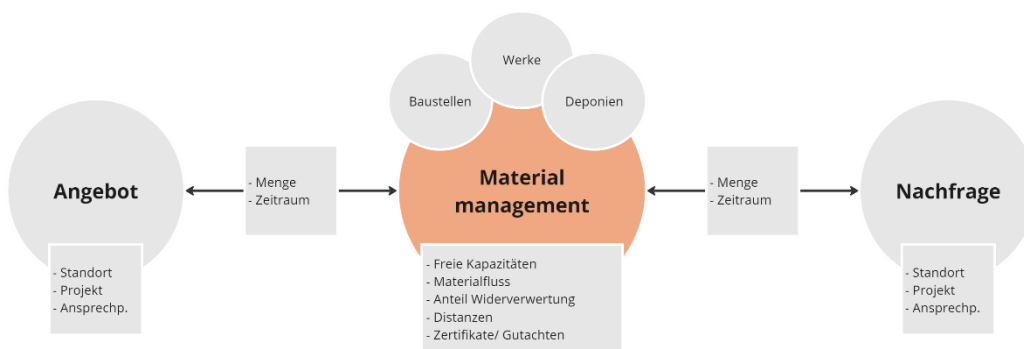 Werke
Baustellen
Deponien
Angebot
- Menge
- Zeitraum
Material
management
- Menge
- Zeitraum
Nachfrage
- Standort
- Projekt
- Ansprechp.
- Freie Kapazitäten
- Materialfluss
- Anteil Widerverwertung
- Distanzen
- Zertifikate/ Gutachten
- Standort
- Projekt
- Ansprechp.